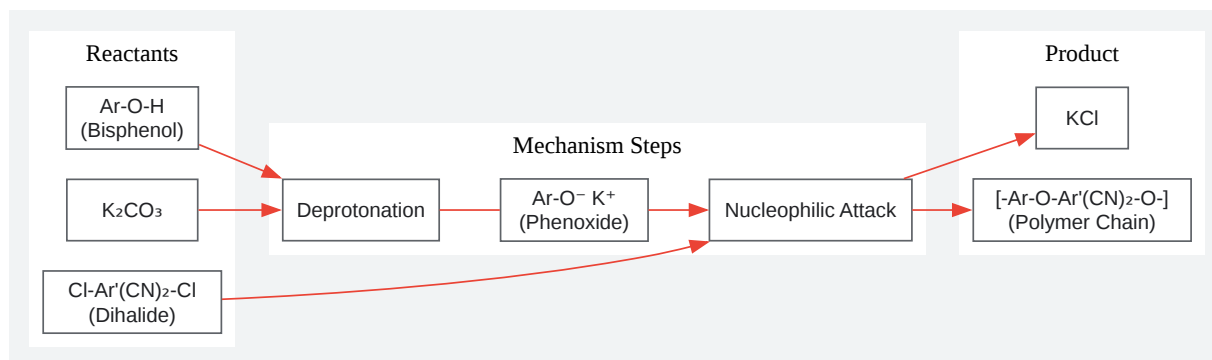 Reactants
Ar-O-H
(Bisphenol)
K₂CO₃
Cl-Ar'(CN)₂-Cl
(Dihalide)
Mechanism Steps
Deprotonation
Ar-O⁻ K⁺
(Phenoxide)
Nucleophilic Attack
Product
KCl
[-Ar-O-Ar'(CN)₂-O-]
(Polymer Chain)